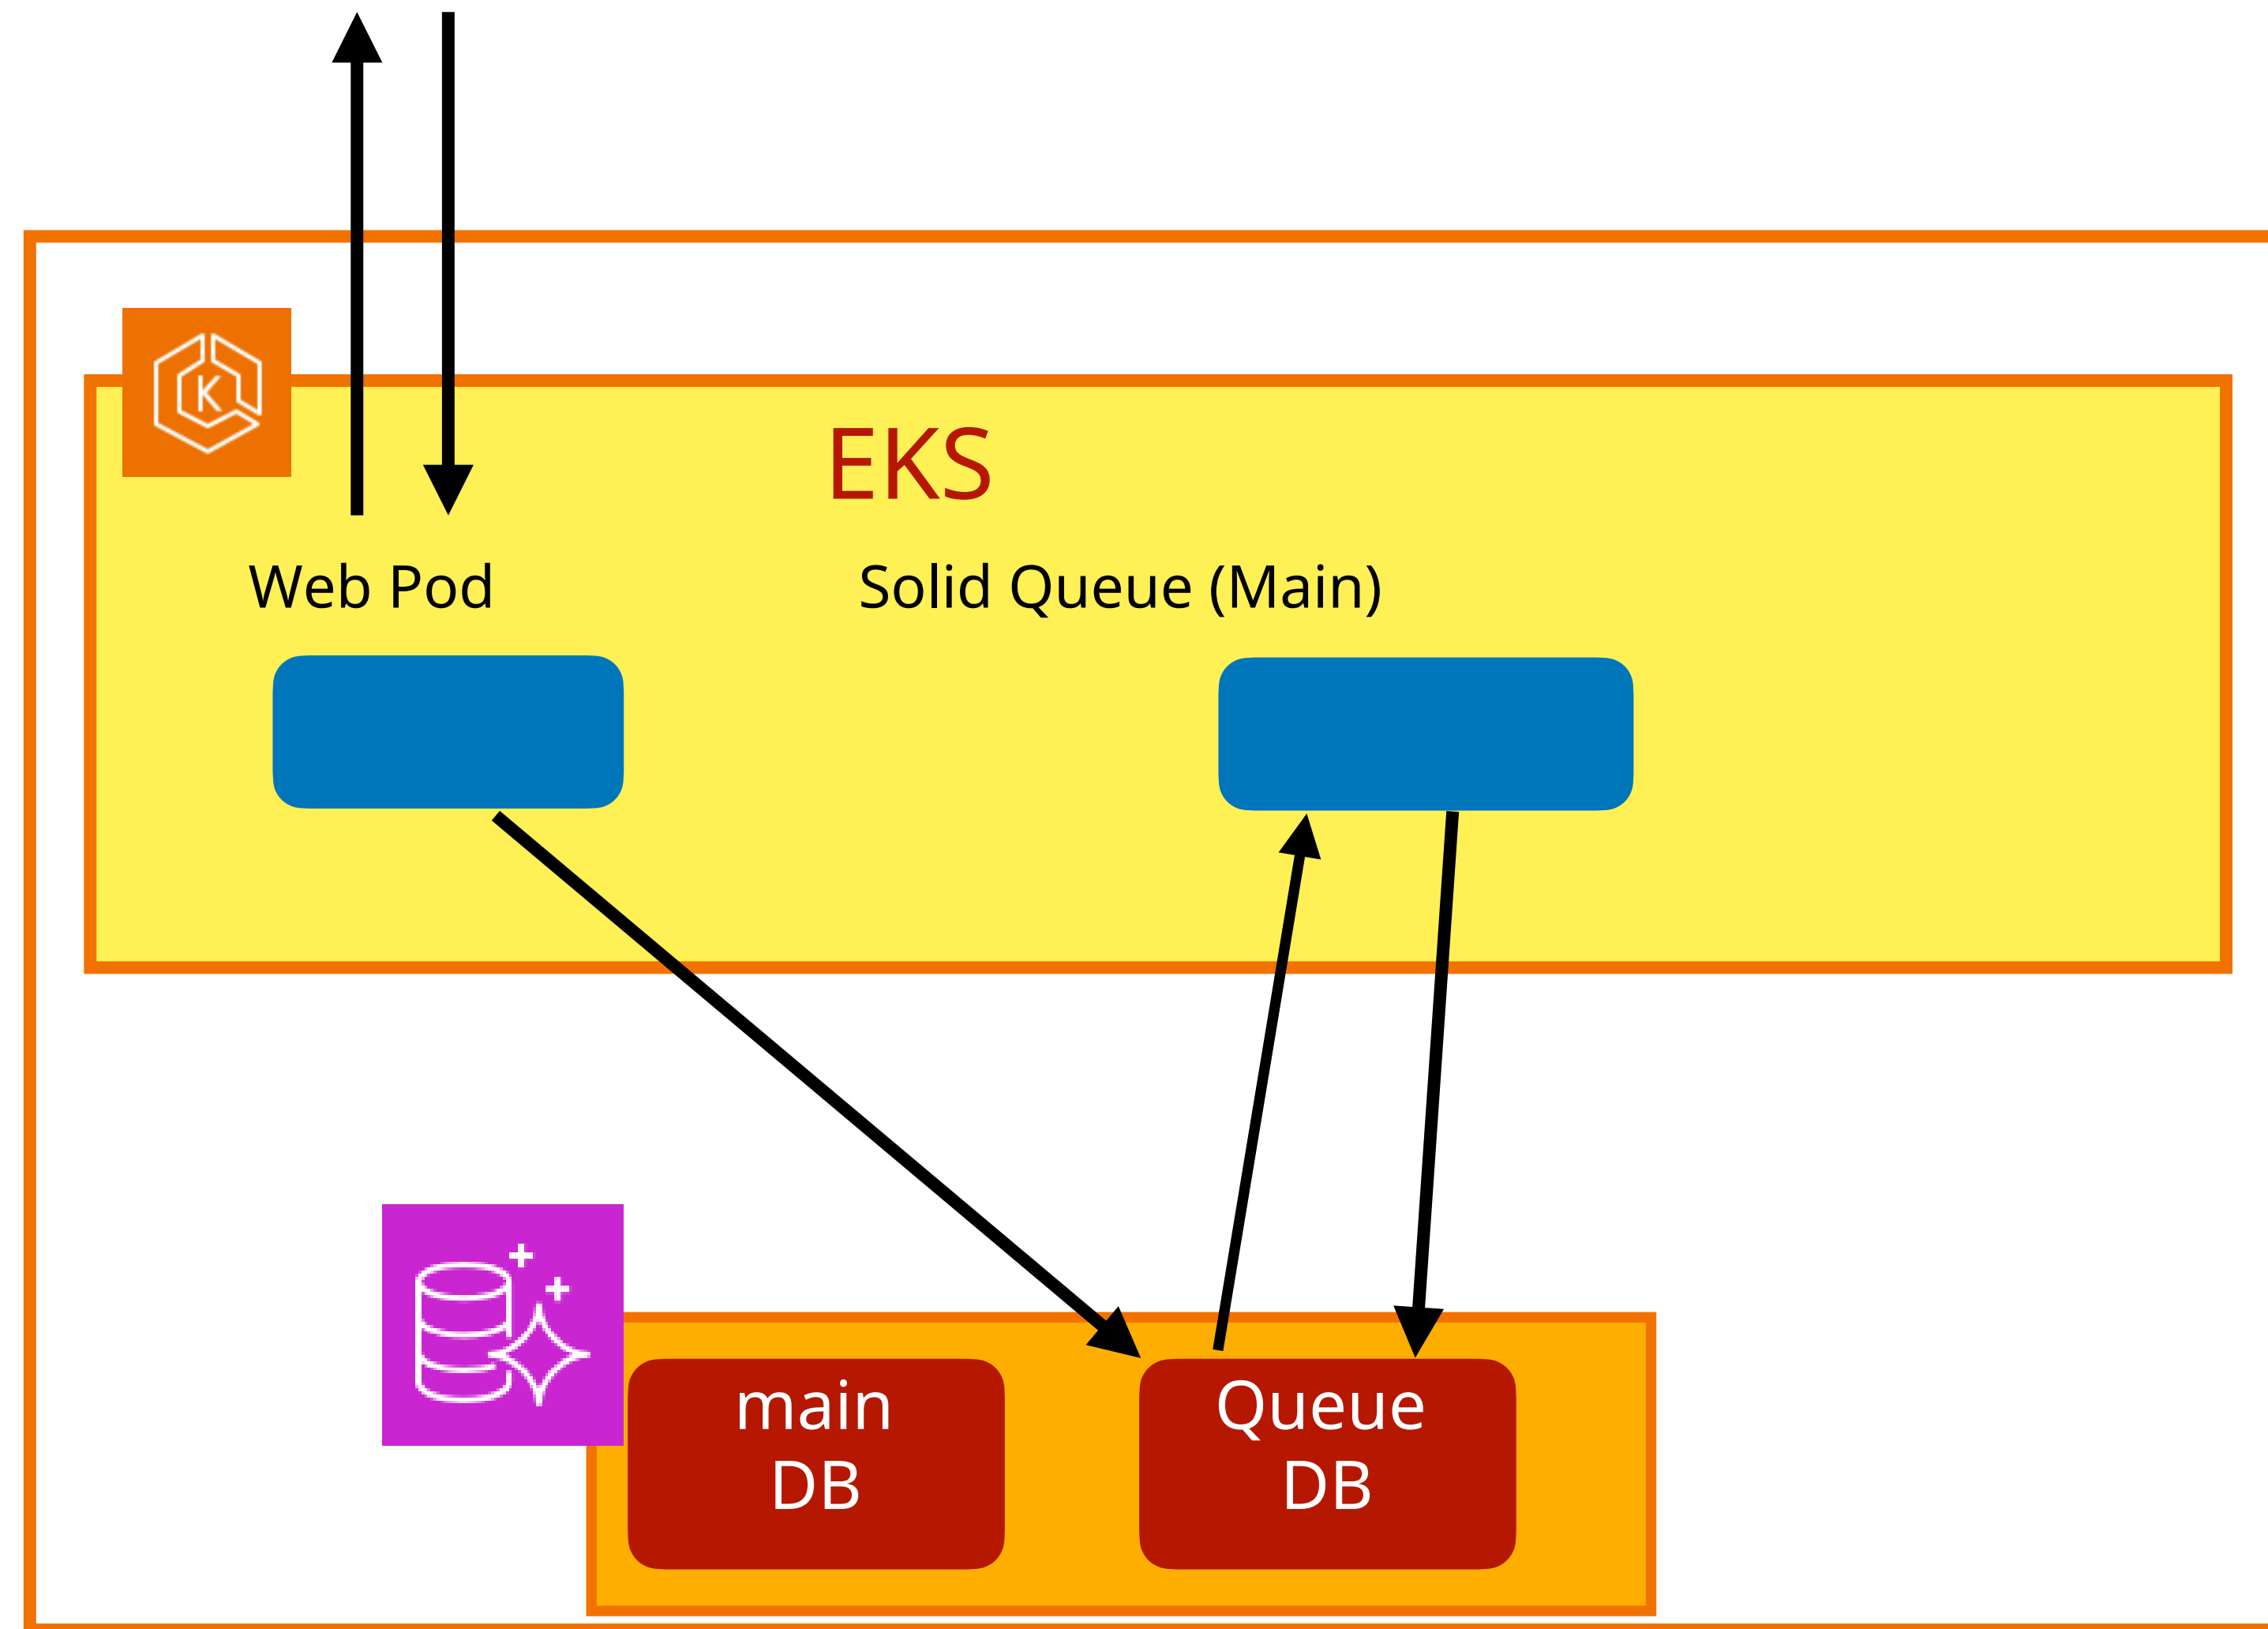 K
EKS
Web Pod
Solid Queue (Main)
main
DB
Queue
DB